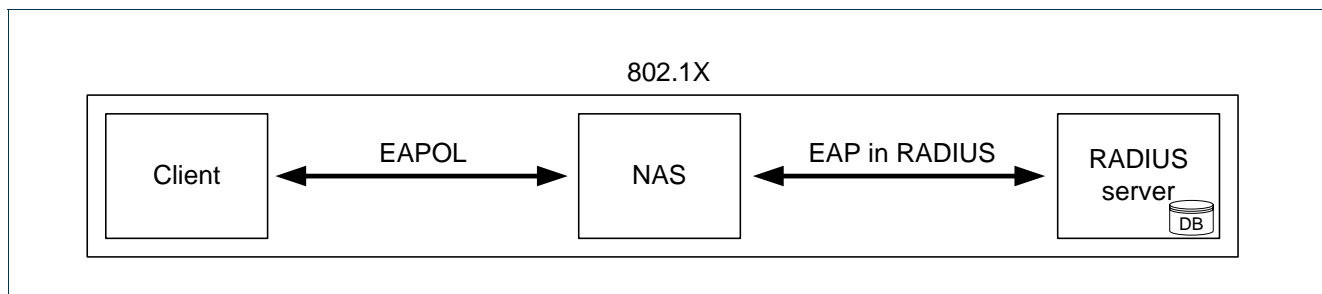 802.1X
Client
EAPOL
NAS
EAP in RADIUS
RADIUS
server
DB